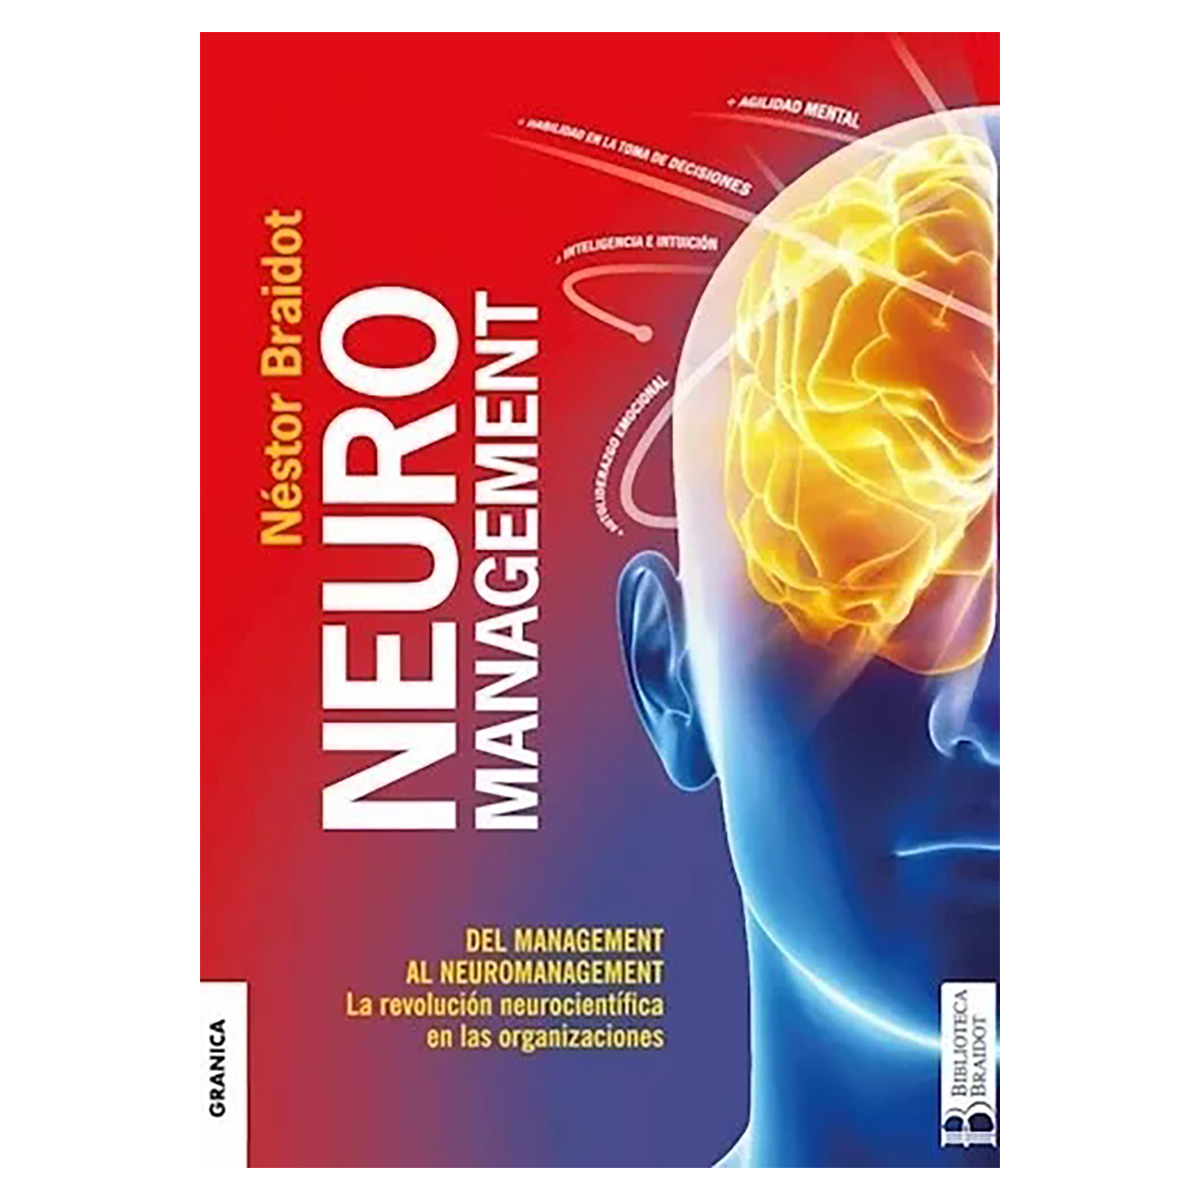 Néstor Braidot
NEURO
MANAGEMENT
+ AGILIDAD MENTAL
+ HABILIDAD EN LA TOMA DE DECISIONES
+ INTELIGENCIA E INTUICIÓN
+ AUTOLIDERAZGO EMOCIONAL
DEL MANAGEMENT
AL NEUROMANAGEMENT
La revolución neurocientífica
en las organizaciones
GRANICA
BIBLIOTECA
BRAIDOT